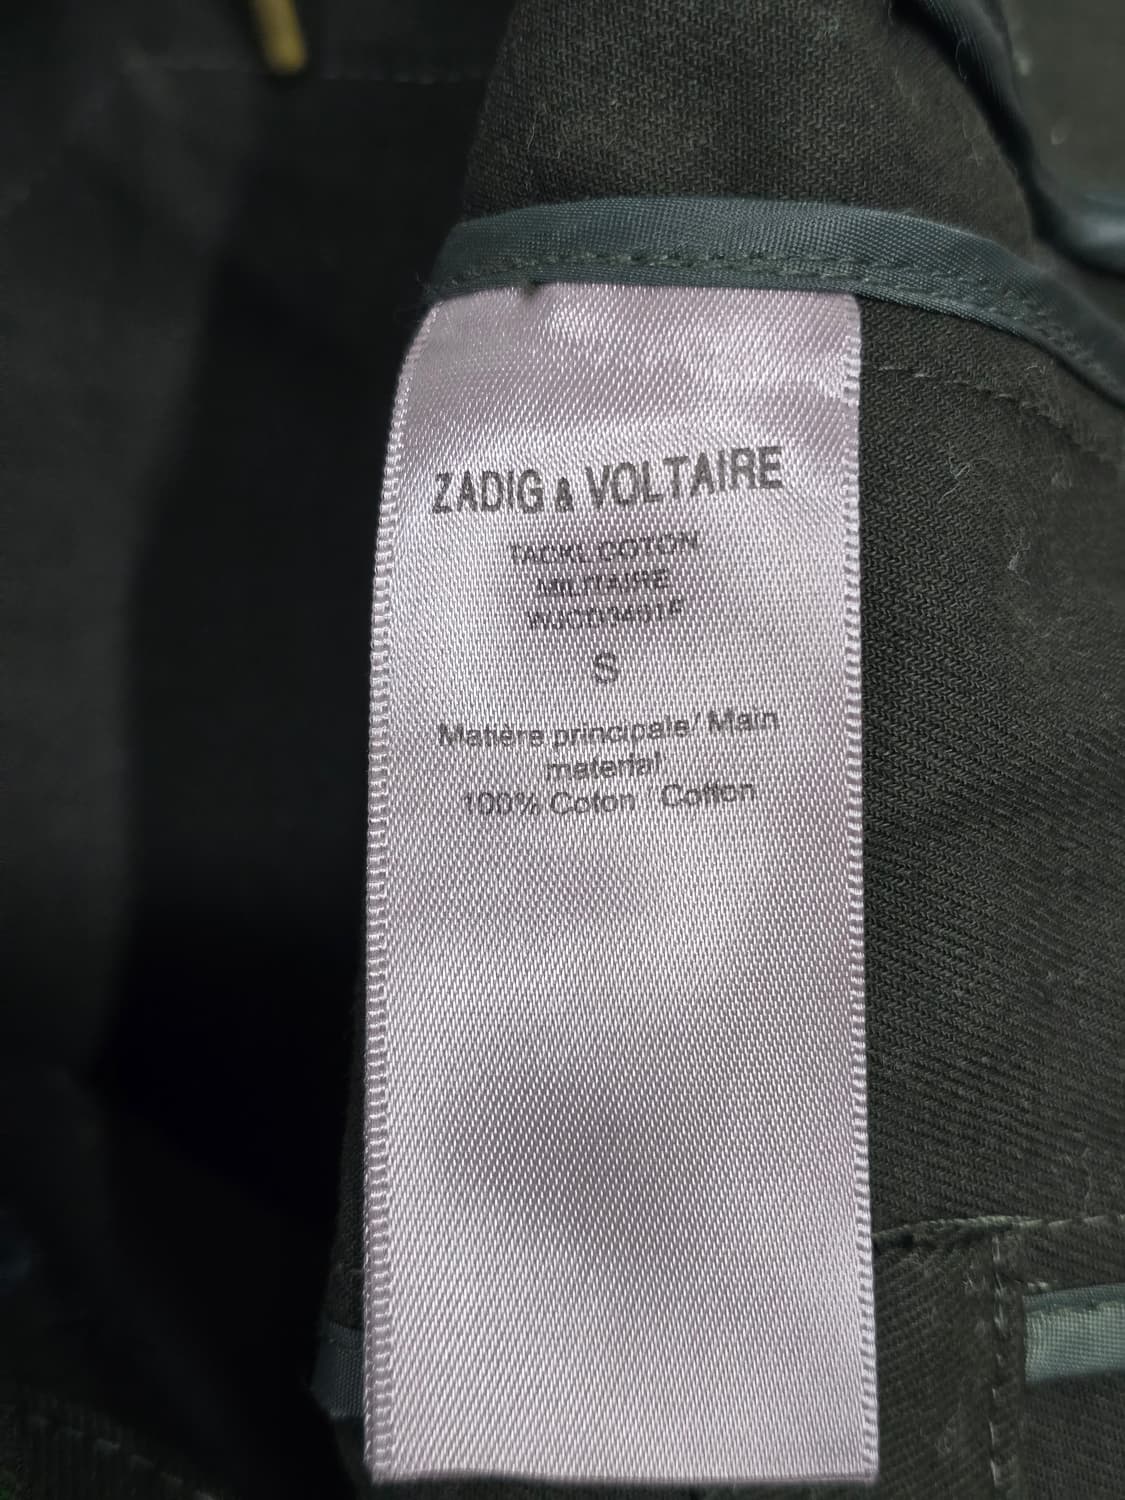 ZADIG & VOLTAIRE
TACKL COTON
MILITAIRE
S
Matière principale/ Main
material
100% Coton / Cotton